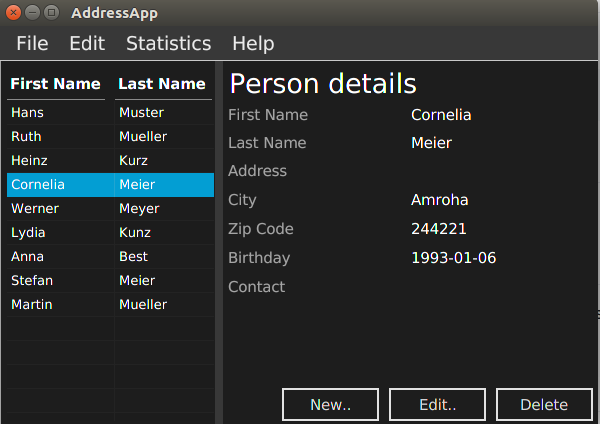 AddressApp
File Edit Statistics Help
First Name Last Name
Hans Muster
Ruth Mueller
Heinz Kurz
Cornelia Meier
Werner Meyer
Lydia Kunz
Anna Best
Stefan Meier
Martin Mueller
Person details
First Name Cornelia
Last Name Meier
Address
City Amroha
Zip Code 244221
Birthday 1993-01-06
Contact
New.. Edit.. Delete